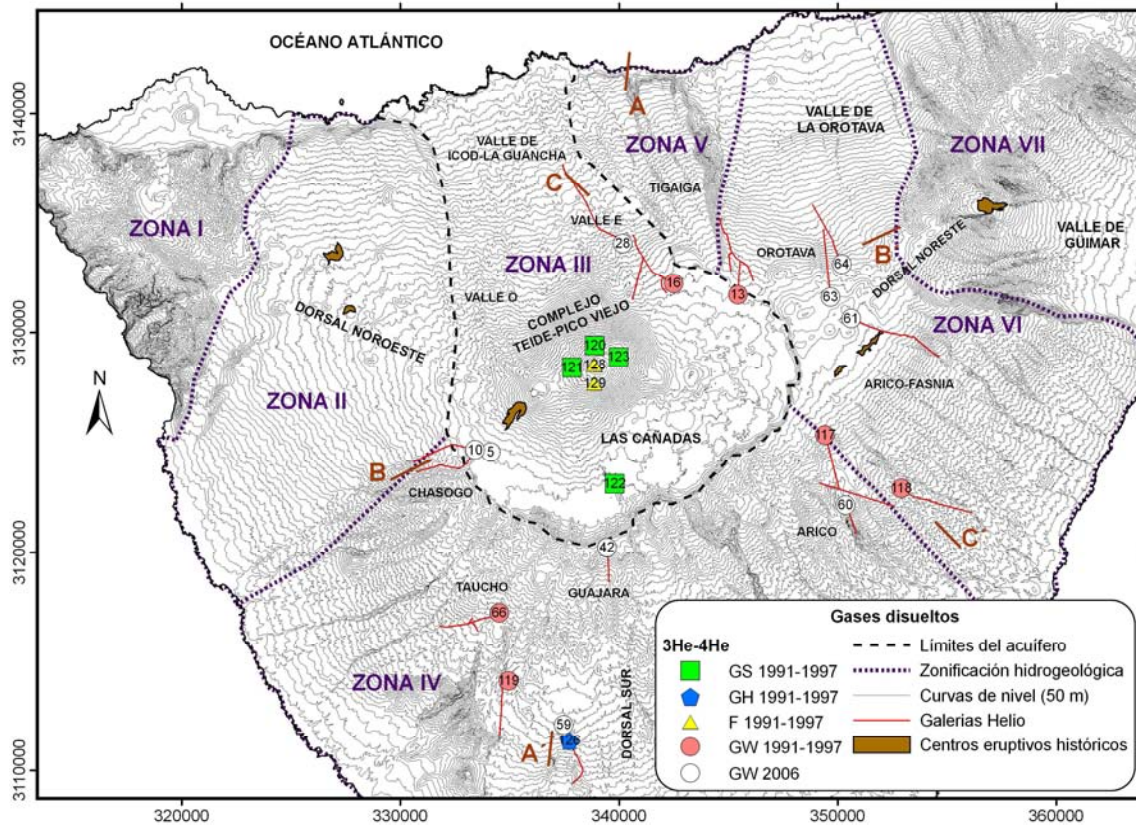 OCÉANO ATLÁNTICO
A
VALLE DE
LA OROTAVA
VALLE DE
ICOD-LA GUANCHA
ZONA V
ZONA VII
C
TIGAIGA
ZONA I
VALLE E
28
OROTAVA
64
B
DORSAL NORESTE
VALLE DE
GÜIMAR
ZONA III
16
13
63
VALLE O
61
ZONA VI
N
DORSAL NOROESTE
COMPLEJO
TEIDE-PICO VIEJO
120
123
121
128
129
ARICO-FASNIA
ZONA II
LAS CAÑADAS
117
10
5
B
CHASOGO
122
118
60
ARICO
C´
42
TAUCHO
GUAJARA
66
ZONA IV
119
DORSAL SUR
59
126
A´
Gases disueltos
3He-4He
GS 1991-1997
GH 1991-1997
F 1991-1997
GW 1991-1997
GW 2006
Límites del acuífero
Zonificación hidrogeológica
Curvas de nivel (50 m)
Galerias Helio
Centros eruptivos históricos
3140000
3130000
3120000
3110000
320000
330000
340000
350000
360000